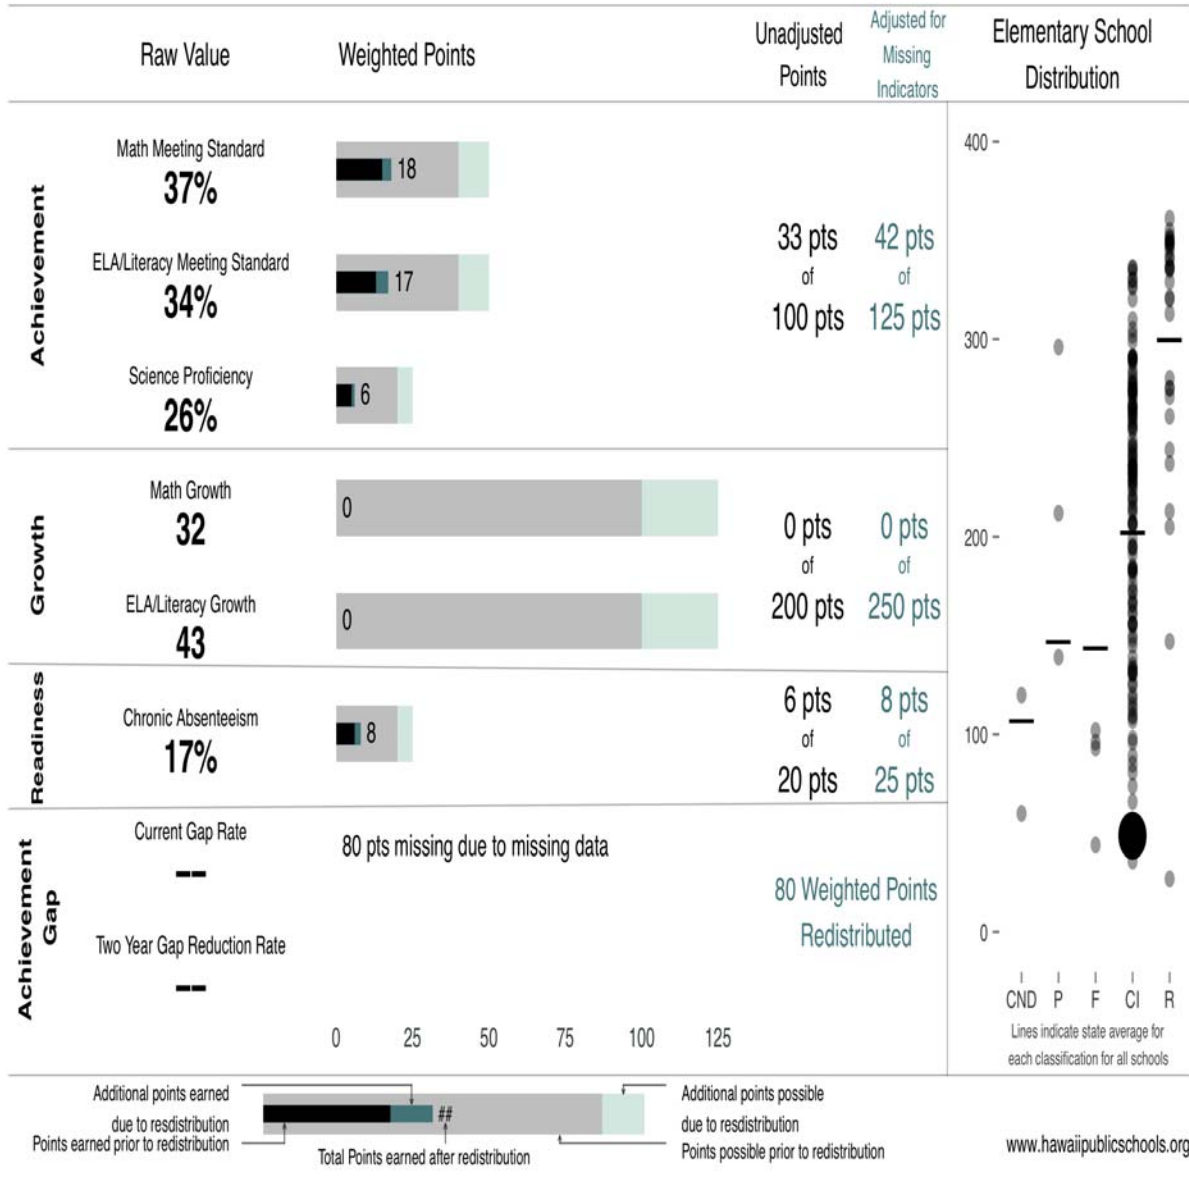 Raw Value
Weighted Points
Unadjusted
Points
Adjusted for
Missing
Indicators
Elementary School
Distribution
Achievement
Math Meeting Standard
37%
18
ELA/Literacy Meeting Standard
34%
17
Science Proficiency
26%
6
33 pts
of
100 pts
42 pts
of
125 pts
Growth
Math Growth
32
0
ELA/Literacy Growth
43
0
0 pts
of
200 pts
0 pts
of
250 pts
Readiness
Chronic Absenteeism
17%
8
6 pts
of
20 pts
8 pts
of
25 pts
Achievement
Gap
Current Gap Rate
--
80 pts missing due to missing data
Two Year Gap Reduction Rate
--
80 Weighted Points
Redistributed
0 25 50 75 100 125
400
300
200
100
0
CND P F CI R
Lines indicate state average for
each classification for all schools
Additional points earned
due to resdistribution
Points earned prior to redistribution
##
Total Points earned after redistribution
Additional points possible
due to resdistribution
Points possible prior to redistribution
www.hawaiipublicschools.org